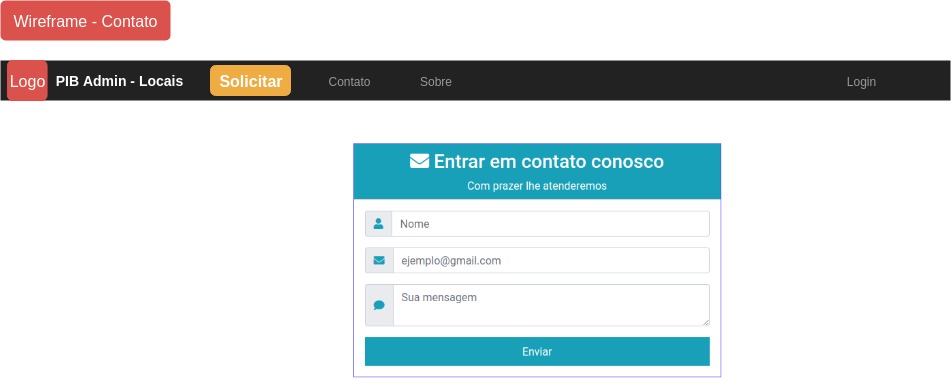 Wireframe - Contato
Logo PIB Admin - Locais Solicitar Contato Sobre Login
Entrar em contato conosco
Com prazer lhe atenderemos
Nome
ejemplo@gmail.com
Sua mensagem
Enviar